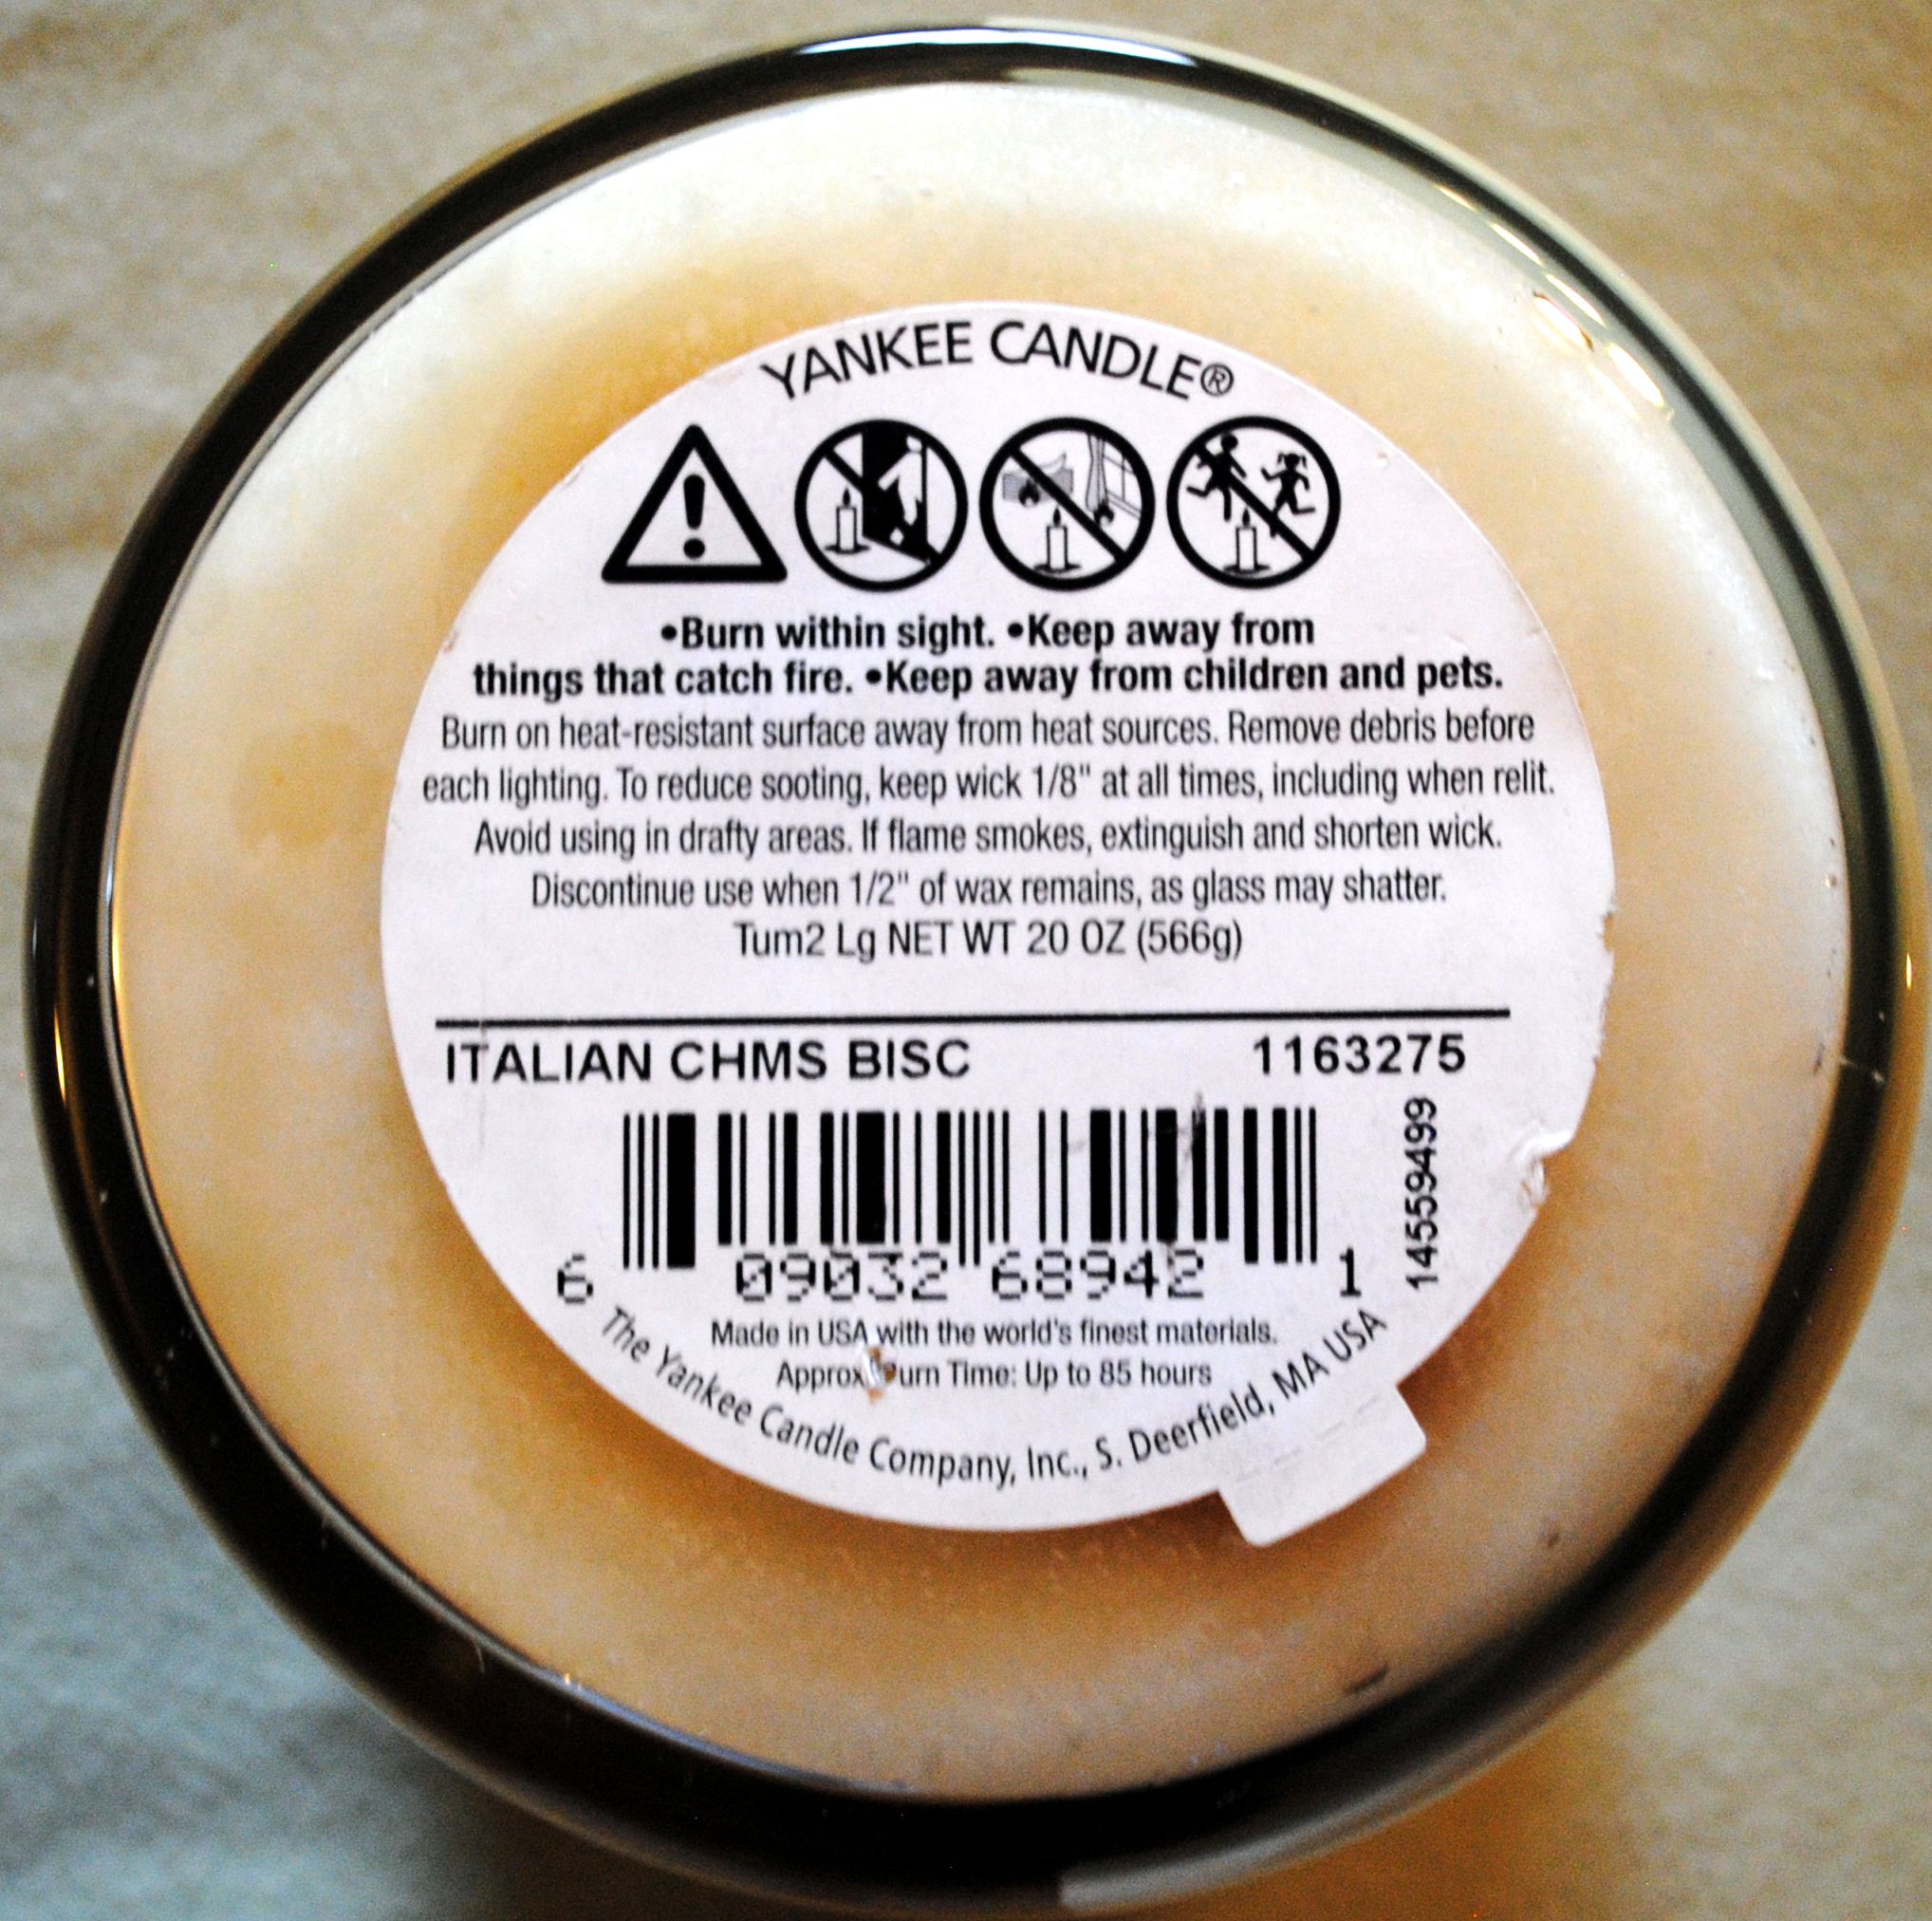 YANKEE CANDLE®
•Burn within sight. •Keep away from
things that catch fire. •Keep away from children and pets.
Burn on heat-resistant surface away from heat sources. Remove debris before
each lighting. To reduce sooting, keep wick 1/8" at all times, including when relit.
Avoid using in drafty areas. If flame smokes, extinguish and shorten wick.
Discontinue use when 1/2" of wax remains, as glass may shatter.
Tum2 Lg NET WT 20 OZ (566g)
ITALIAN CHMS BISC 1163275
14559499
6 09032 68942 1
Made in USA with the world's finest materials.
Approx urn Time: Up to 85 hours
The Yankee Candle Company, Inc., S. Deerfield, MA USA